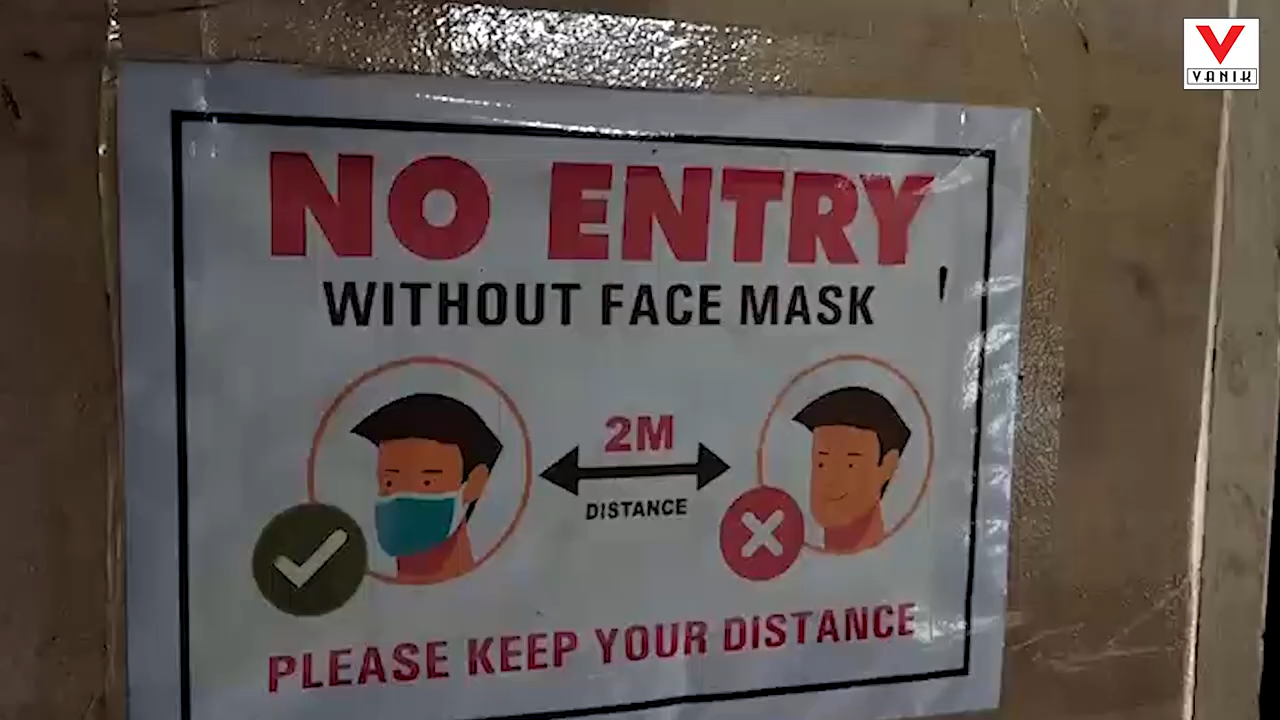 VANIK
NO ENTRY
WITHOUT FACE MASK
2M
DISTANCE
PLEASE KEEP YOUR DISTANCE